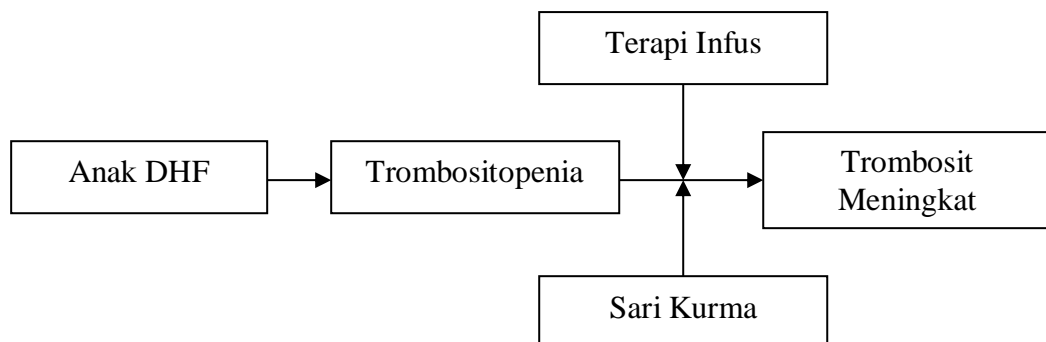 Terapi Infus
Anak DHF
Trombositopenia
Trombosit
Meningkat
Sari Kurma